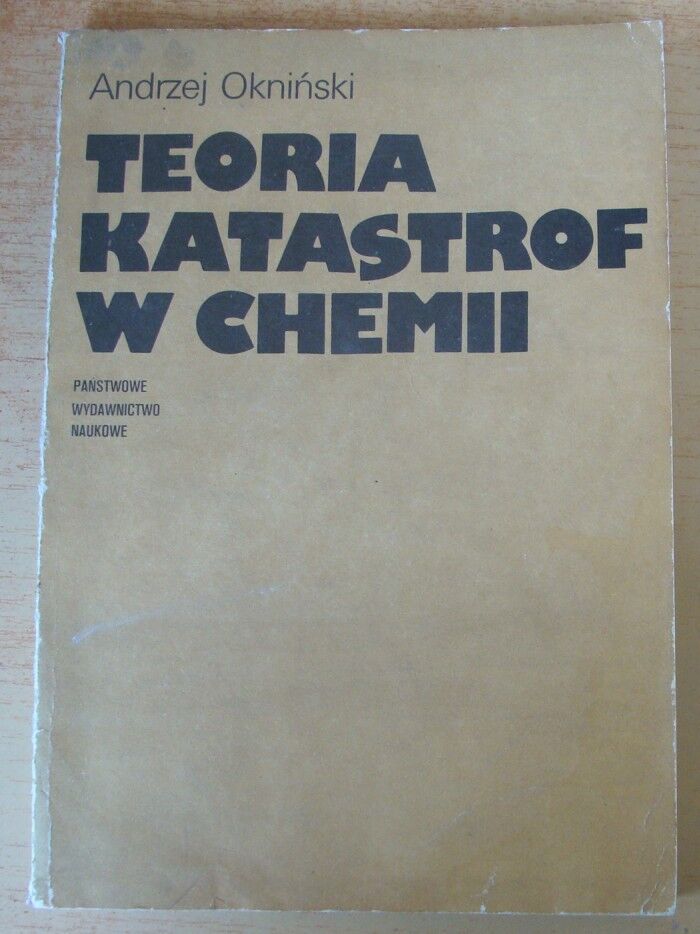 Andrzej Okniński
TEORIA
KATASTROF
W CHEMII
PAŃSTWOWE
WYDAWNICTWO
NAUKOWE